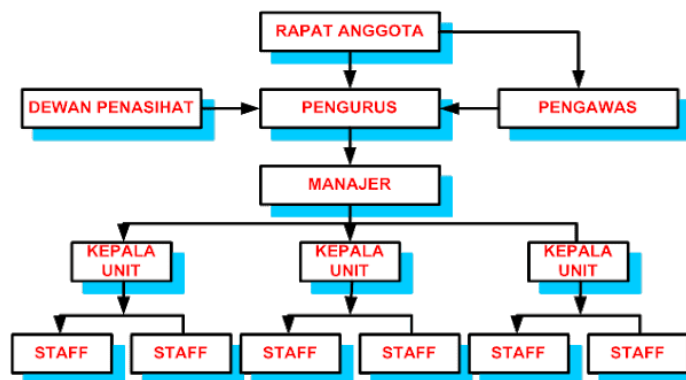 RAPAT ANGGOTA
DEWAN PENASIHAT
PENGURUS
PENGAWAS
MANAJER
KEPALA
UNIT
KEPALA
UNIT
KEPALA
UNIT
STAFF
STAFF
STAFF
STAFF
STAFF
STAFF